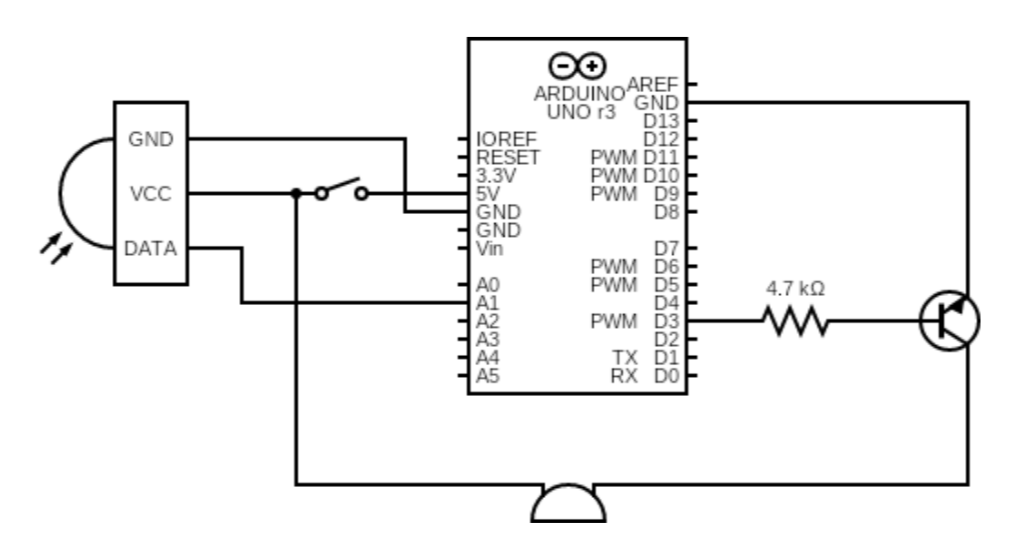 GND
VCC
DATA
ARDUINO
UNO r3
IOREF
RESET
3.3V
5V
GND
GND
Vin
A0
A1
A2
A3
A4
A5
AREF
GND
D13
D12
PWM D11
PWM D10
PWM D9
D8
D7
PWM D6
PWM D5
D4
PWM D3
D2
TX D1
RX D0
4.7 kΩ